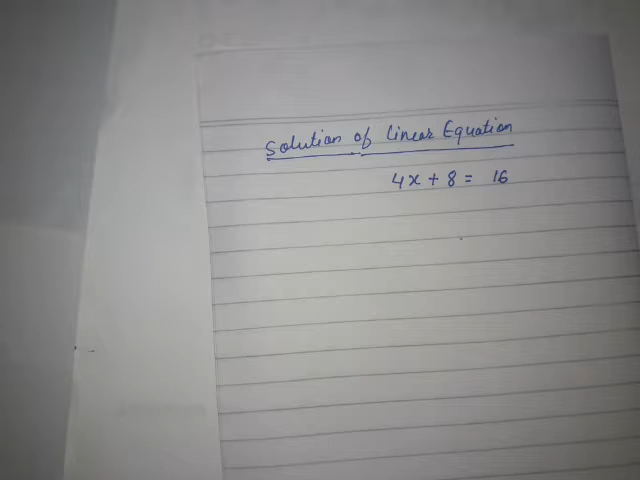 Solution of Linear Equation
4x + 8 = 16